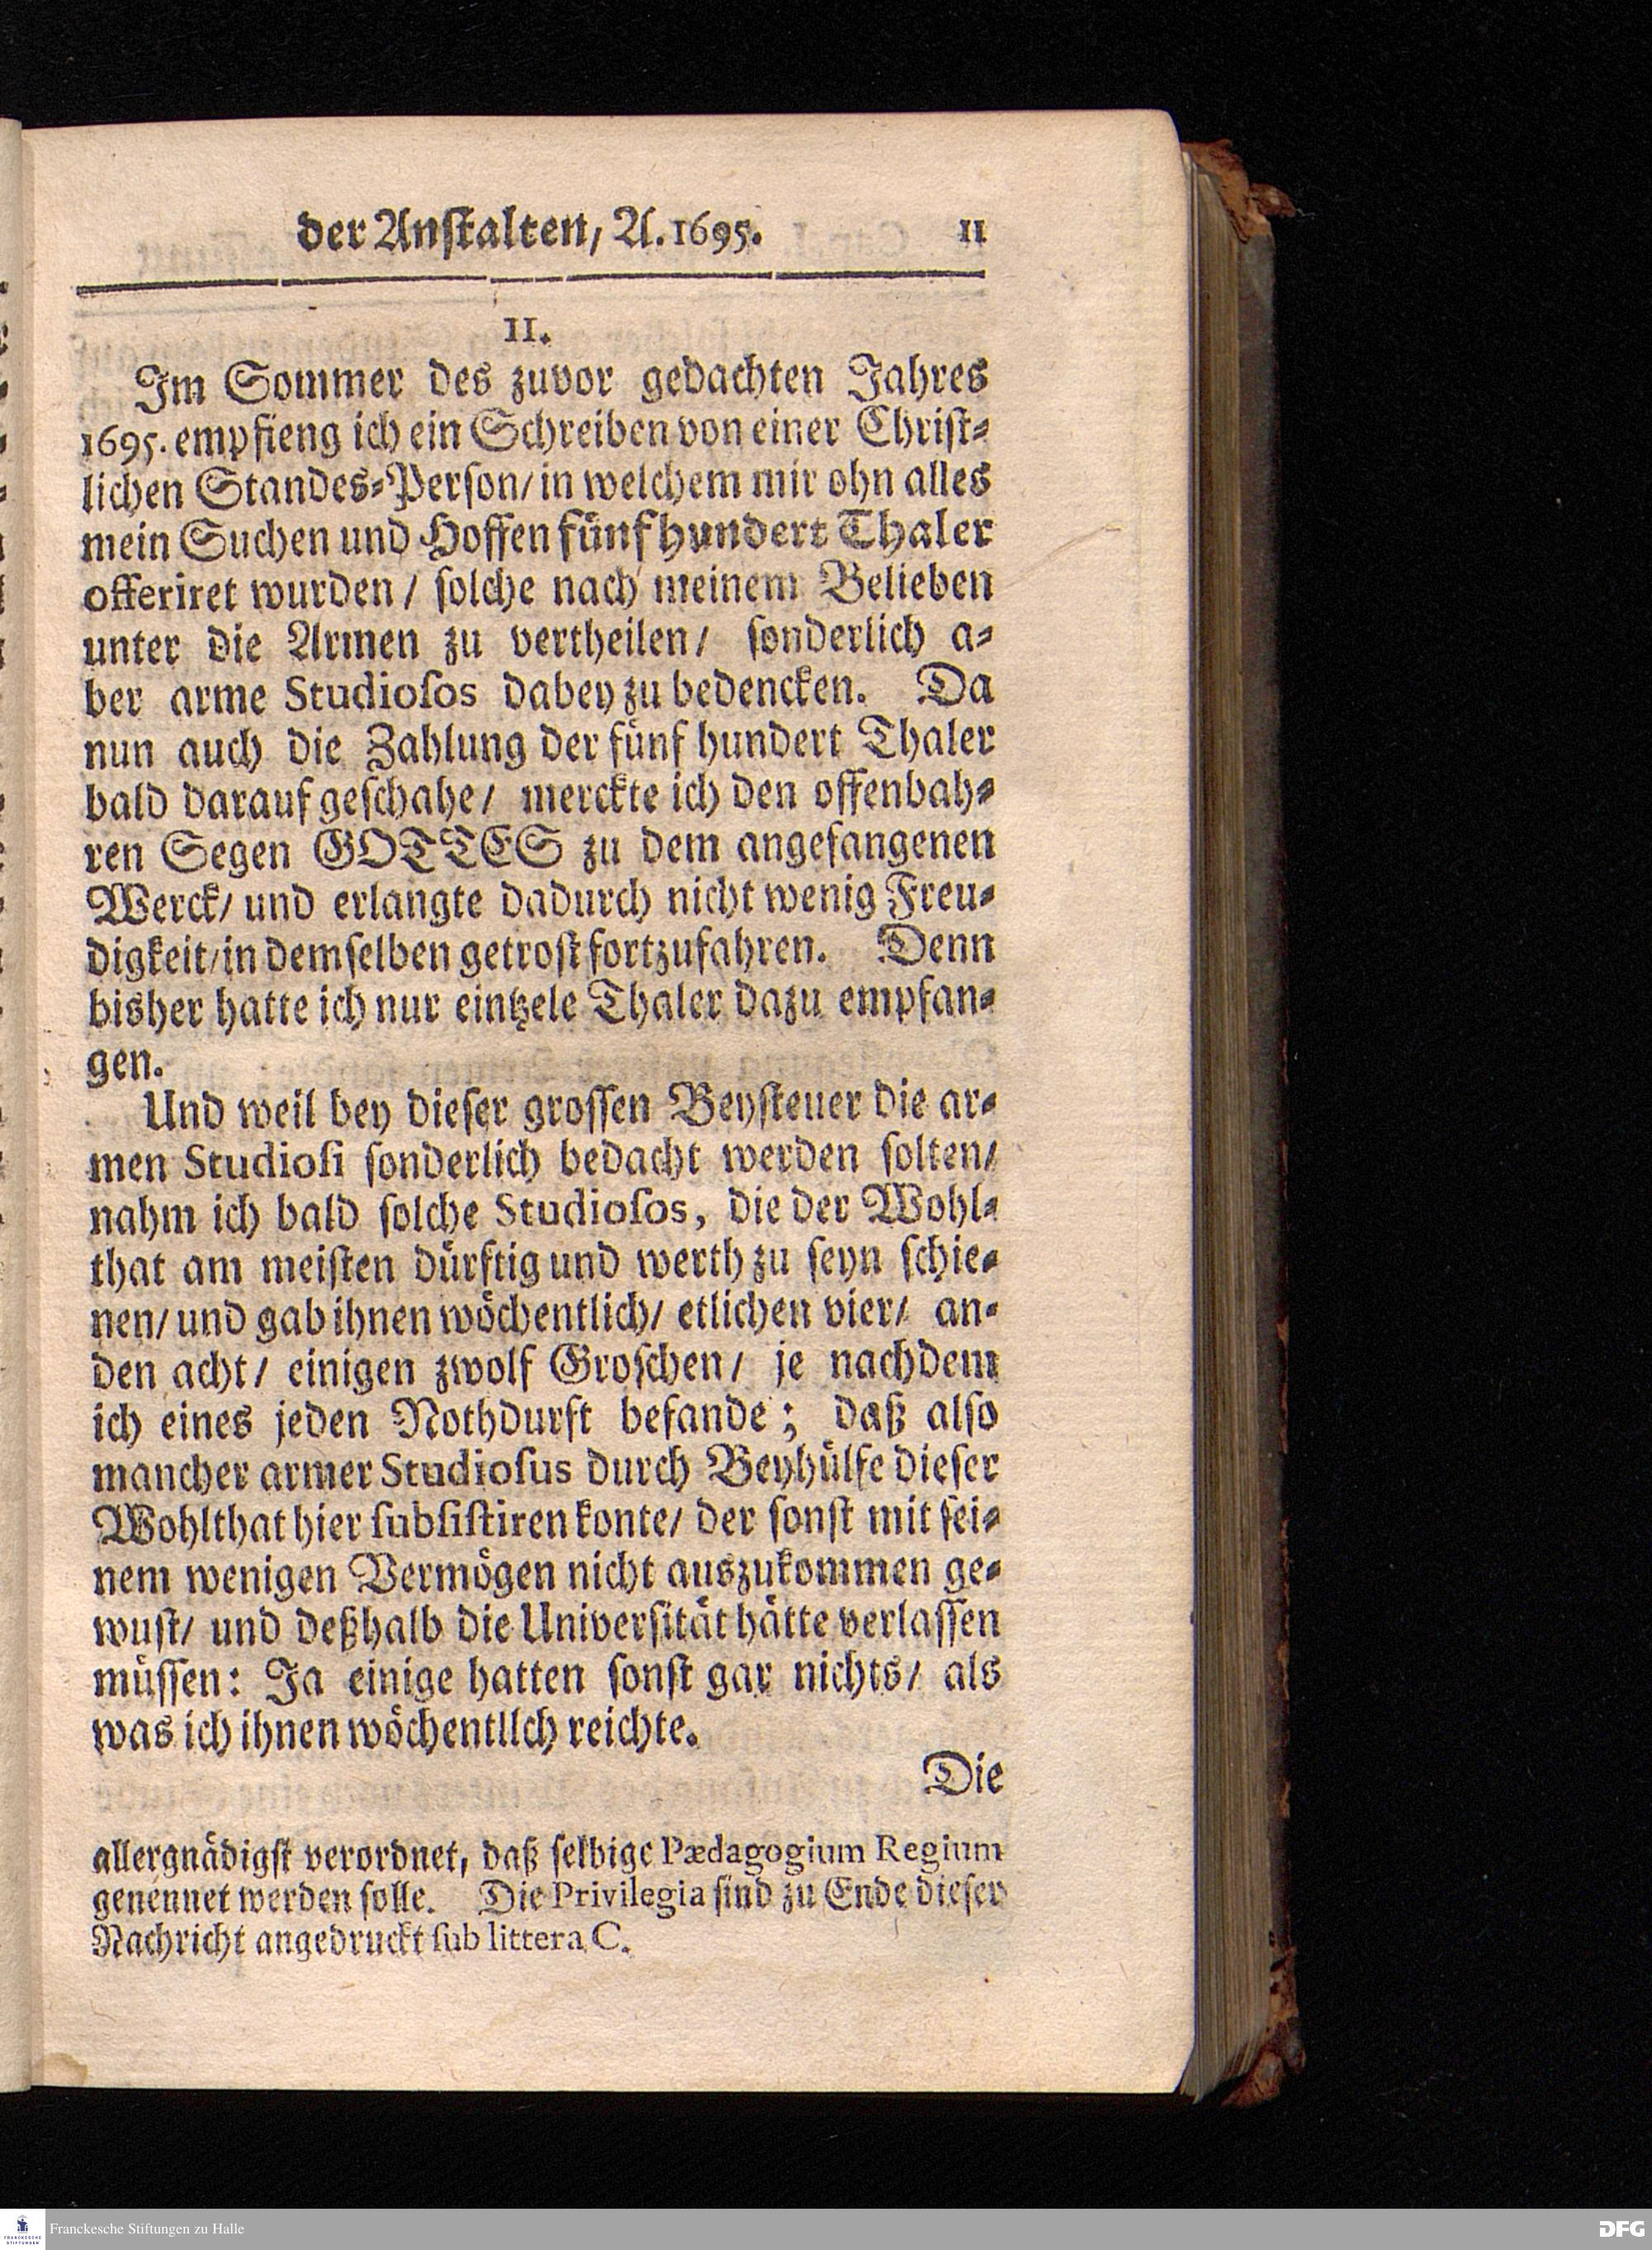 der Anſtalten, A. 1695. 11
II.
Im Sommer des zuvor gedachten Jahres
1695. empfieng ich ein Schreiben von einer Chriſt-
lichen Standes-Perſon/ in welchem mir ohn alles
mein Suchen und Hoffen fünf hundert Thaler
offeriret wurden / ſolche nach meinem Belieben
unter die Armen zu vertheilen/ ſonderlich a-
ber arme Studioſos dabey zu bedencken. Da
nun auch die Zahlung der fünf hundert Thaler
bald darauf geſchahe/ merckte ich den offenbah-
ren Segen GOTTES zu dem angefangenen
Werck/ und erlangte dadurch nicht wenig Freu-
digkeit/ in demſelben getroſt fortzufahren. Denn
bisher hatte ich nur eintzele Thaler dazu empfan-
gen.
Und weil bey dieſer groſſen Beyſteuer die ar-
men Studioſi ſonderlich bedacht werden ſolten/
nahm ich bald ſolche Studioſos, die der Wohl-
that am meiſten dürftig und werth zu ſeyn ſchie-
nen/ und gab ihnen wöchentlich/ etlichen vier/ an-
den acht/ einigen zwolf Groſchen/ je nachdem
ich eines jeden Nothdurft befande; daß alſo
mancher armer Studioſus durch Beyhülfe dieſer
Wohlthat hier ſubſiſtiren konte/ der ſonſt mit ſei-
nem wenigen Vermögen nicht auszukommen ge-
wuſt/ und deßhalb die Univerſität hätte verlaſſen
müſſen: Ja einige hatten ſonſt gar nichts/ als
was ich ihnen wöchentllch reichte.
Die
allergnädigſt verordnet, daß ſelbige Pædagogium Regium
genennet werden ſolle. Die Privilegia ſind zu Ende dieſer
Nachricht angedruckt ſub littera C.
Franckesche Stiftungen zu Halle
FRANCKESCHE
STIFTUNGEN
DFG